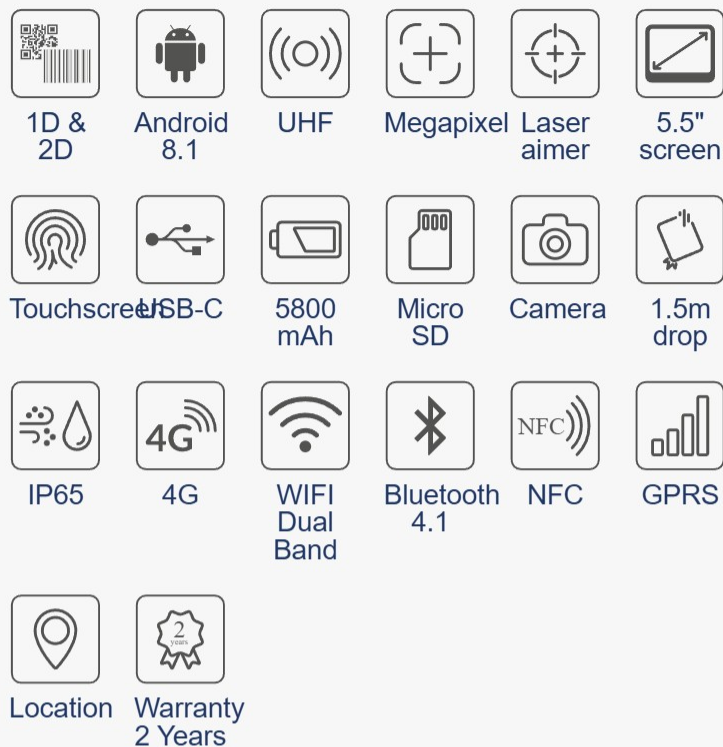 1D & 2D
Android 8.1
UHF
Megapixel
Laser aimer
5.5" screen
Touchscreen
USB-C
5800 mAh
Micro SD
Camera
1.5m drop
4G
NFC
IP65
4G
WIFI Dual Band
Bluetooth 4.1
NFC
GPRS
2 years
Location
Warranty 2 Years